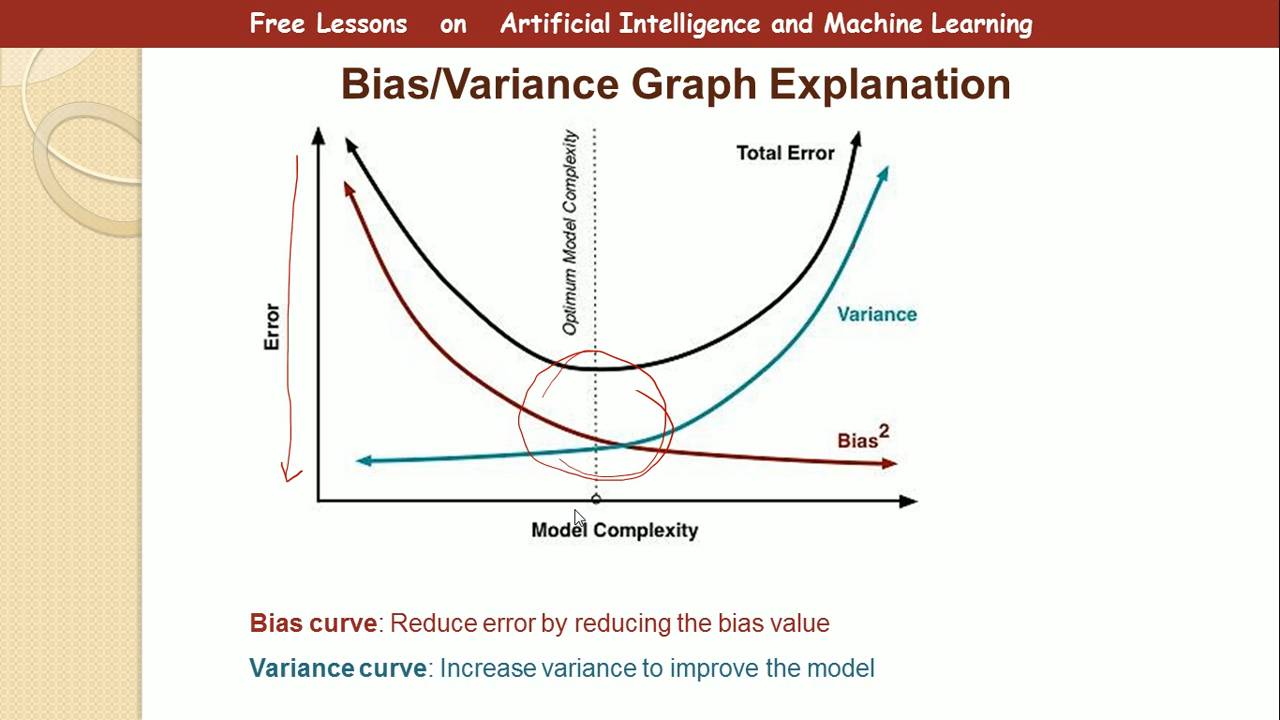 Free Lessons on Artificial Intelligence and Machine Learning
Bias/Variance Graph Explanation
Optimum Model Complexity
Total Error
Error
Variance
Bias²
Model Complexity
Bias curve: Reduce error by reducing the bias value
Variance curve: Increase variance to improve the model